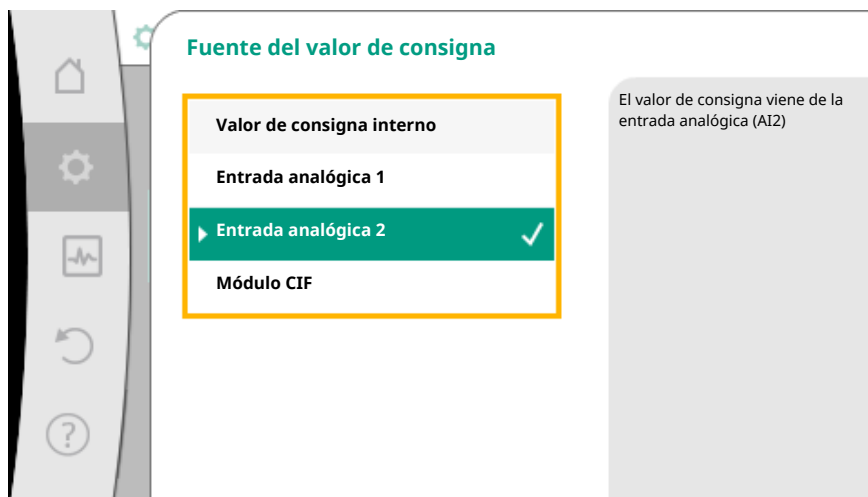 Fuente del valor de consigna
Valor de consigna interno
Entrada analógica 1
Entrada analógica 2
Módulo CIF
El valor de consigna viene de la
entrada analógica (AI2)
?